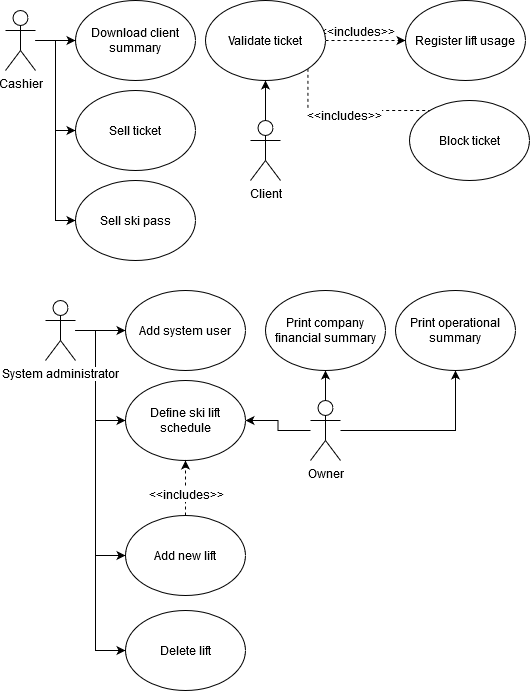 Cashier
Download client
summary
Sell ticket
Sell ski pass
Validate ticket
<<includes>>
Register lift usage
<<includes>>
Block ticket
Client
System administrator
Add system user
Define ski lift
schedule
<<includes>>
Add new lift
Delete lift
Print company
financial summary
Print operational
summary
Owner